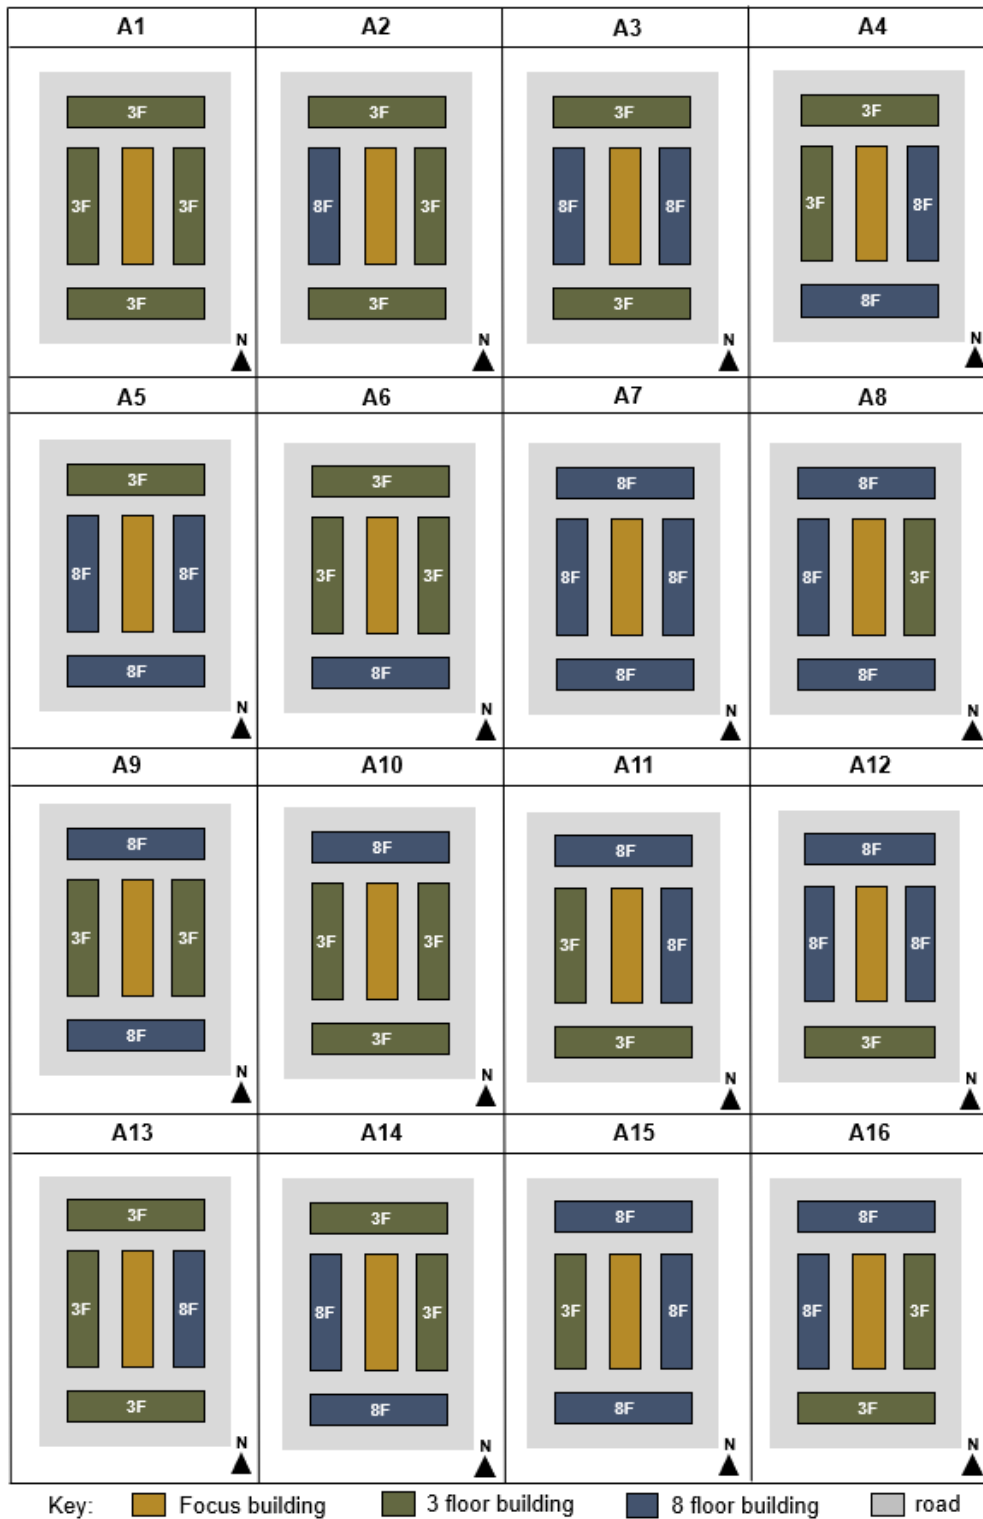 A1 A2 A3 A4
3F 3F 3F 3F
3F 3F 8F 3F 8F 8F 3F 8F
3F 3F 3F 8F
N N N N
A5 A6 A7 A8
3F 3F 8F 8F
8F 8F 3F 3F 8F 8F 8F 3F
8F 8F 8F 8F
N N N N
A9 A10 A11 A12
8F 8F 8F 8F
3F 3F 3F 3F 3F 8F 8F 8F
8F 3F 3F 3F
N N N N
A13 A14 A15 A16
3F 3F 8F 8F
3F 8F 8F 3F 3F 8F 8F 3F
3F 8F 8F 3F
N N N N
Key: Focus building 3 floor building 8 floor building road